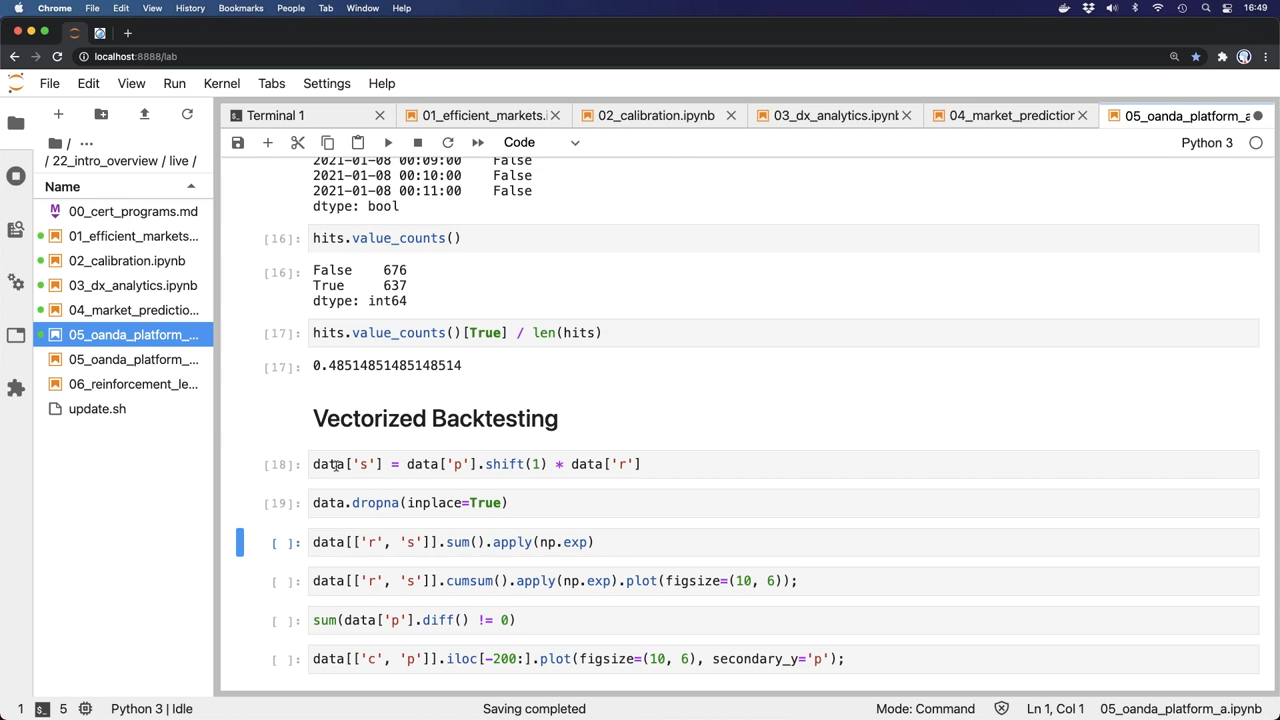 Chrome File Edit View History Bookmarks People Tab Window Help 16:49
localhost:8888/lab
File Edit View Run Kernel Tabs Settings Help
Terminal 1 01_efficient_markets. 02_calibration.ipynb 03_dx_analytics.ipynl 04_market_prediction 05_oanda_platform_a
Code Python 3
/ ...
/ 22_intro_overview / live /
Name
00_cert_programs.md
01_efficient_markets...
02_calibration.ipynb
03_dx_analytics.ipynb
04_market_predictio...
05_oanda_platform_...
05_oanda_platform_...
06_reinforcement_le...
update.sh
2021-01-08 00:09:00 False
2021-01-08 00:10:00 False
2021-01-08 00:11:00 False
dtype: bool
[16]: hits.value_counts()
[16]: False 676
True 637
dtype: int64
[17]: hits.value_counts()[True] / len(hits)
[17]: 0.48514851485148514
Vectorized Backtesting
[18]: data['s'] = data['p'].shift(1) * data['r']
[19]: data.dropna(inplace=True)
[ ]: data[['r', 's']].sum().apply(np.exp)
[ ]: data[['r', 's']].cumsum().apply(np.exp).plot(figsize=(10, 6));
[ ]: sum(data['p'].diff() != 0)
[ ]: data[['c', 'p']].iloc[-200:].plot(figsize=(10, 6), secondary_y='p');
1 5 Python 3 | Idle Saving completed Mode: Command Ln 1, Col 1 05_oanda_platform_a.ipynb